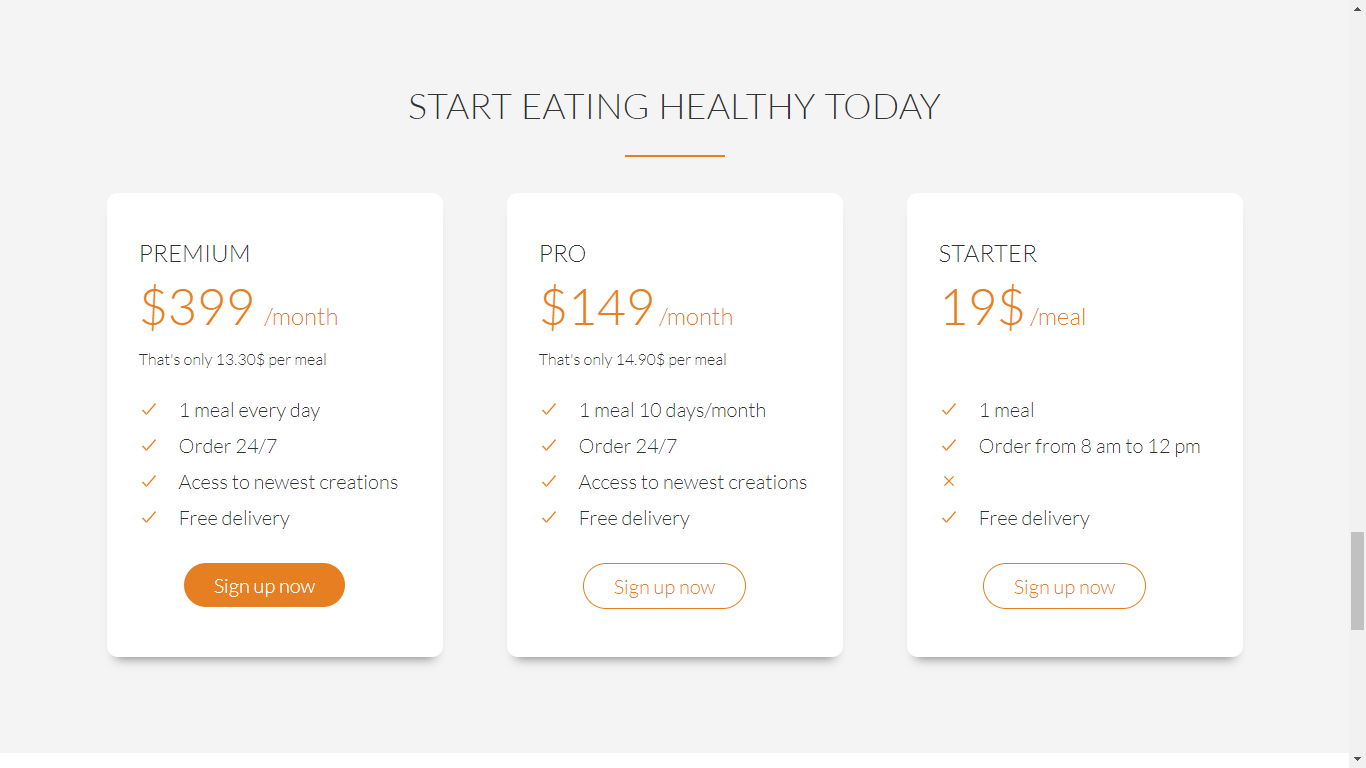 START EATING HEALTHY TODAY
PREMIUM
$399 /month
That's only 13.30$ per meal
1 meal every day
Order 24/7
Acess to newest creations
Free delivery
Sign up now
PRO
$149 /month
That's only 14.90$ per meal
1 meal 10 days/month
Order 24/7
Access to newest creations
Free delivery
Sign up now
STARTER
19$ /meal
1 meal
Order from 8 am to 12 pm
Free delivery
Sign up now